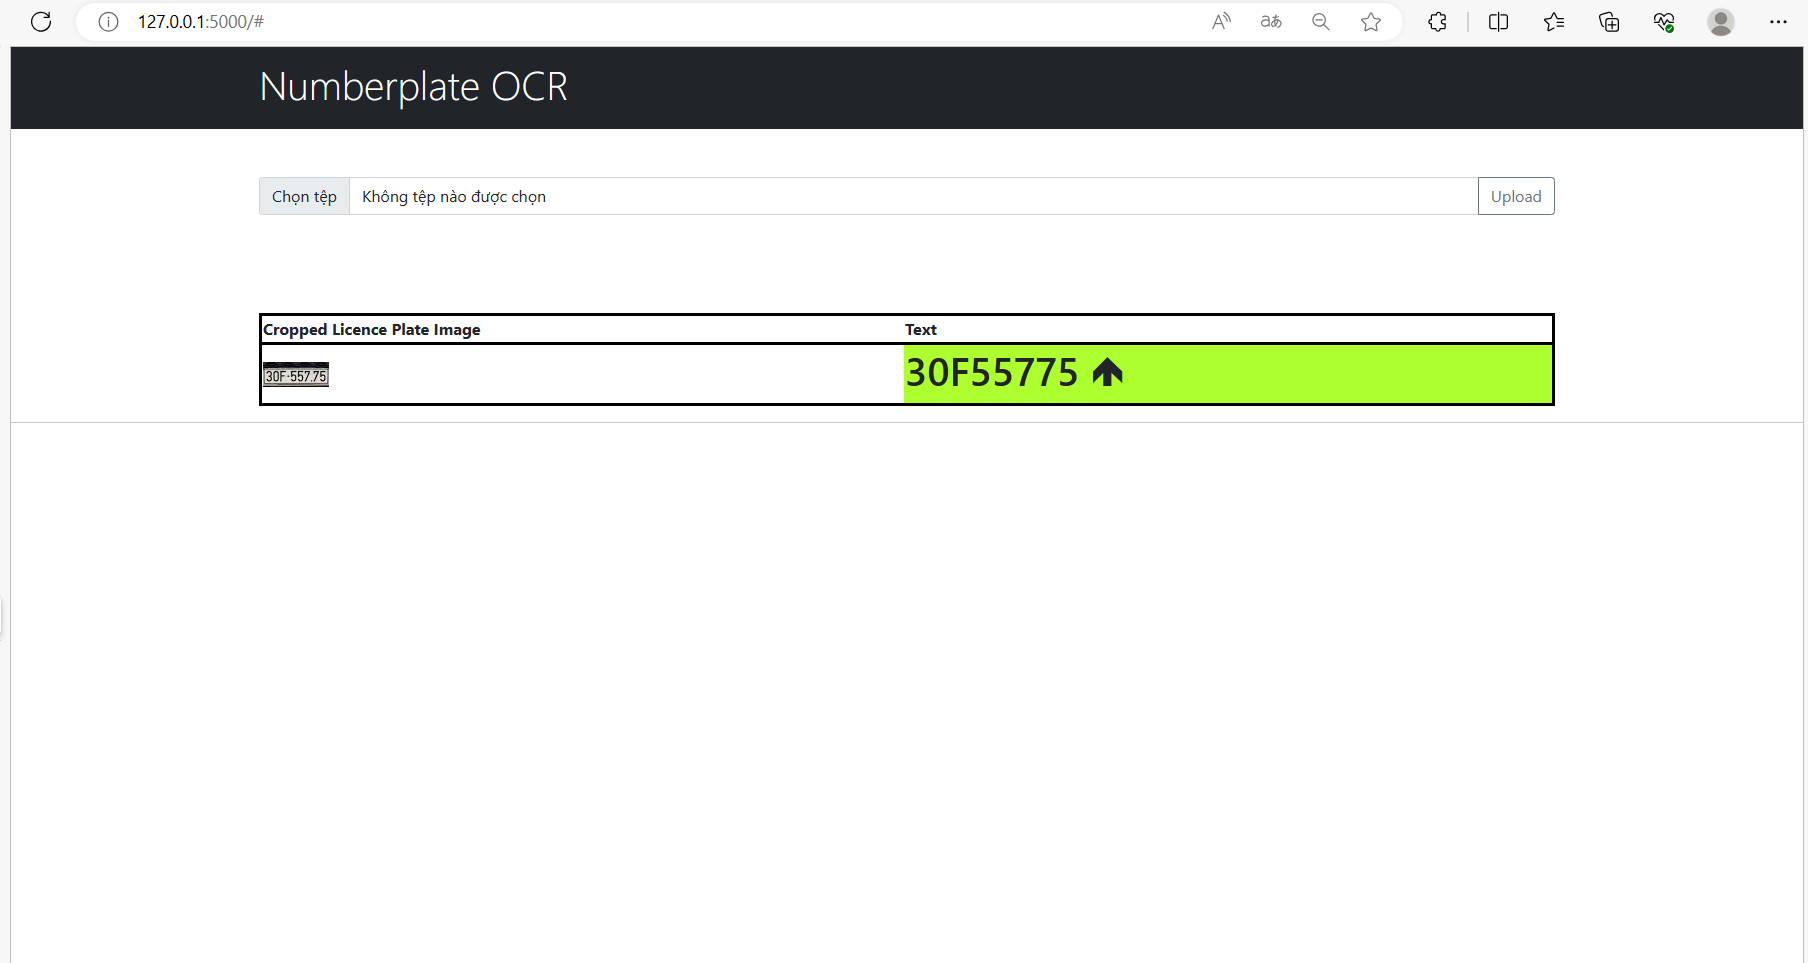 127.0.0.1:5000/#
Numberplate OCR
Chọn tệp Không tệp nào được chọn Upload
Cropped Licence Plate Image Text
30F-557.75 30F55775